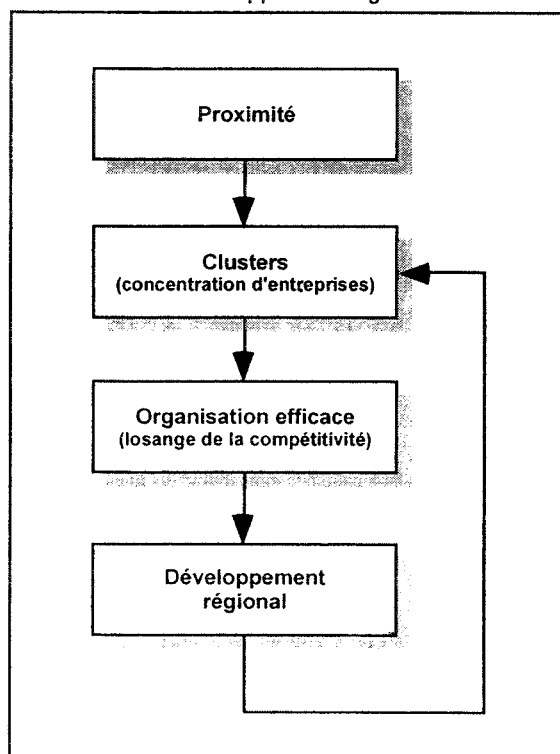 Proximité
Clusters
(concentration d'entreprises)
Organisation efficace
(losange de la compétitivité)
Développement
régional